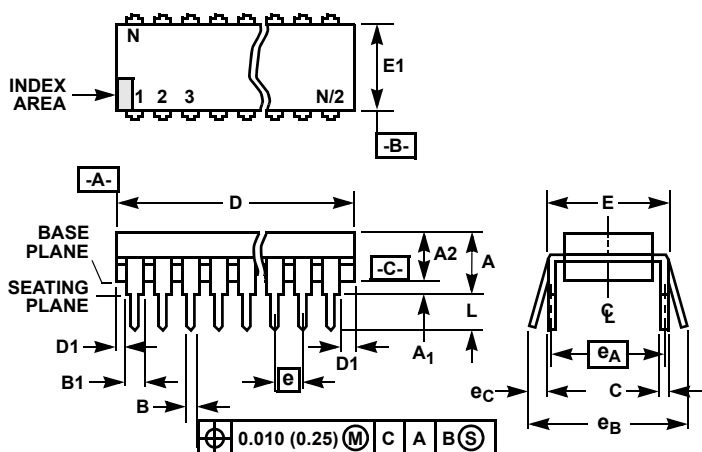 N
E1
INDEX
AREA
1 2 3 N/2
-B-
-A-
D
E
BASE
PLANE
A2
A
-C-
SEATING
PLANE
L
C
L
D1
A1
D1
eA
B1
e
eC
C
B
eB
0.010 (0.25) M C A B S